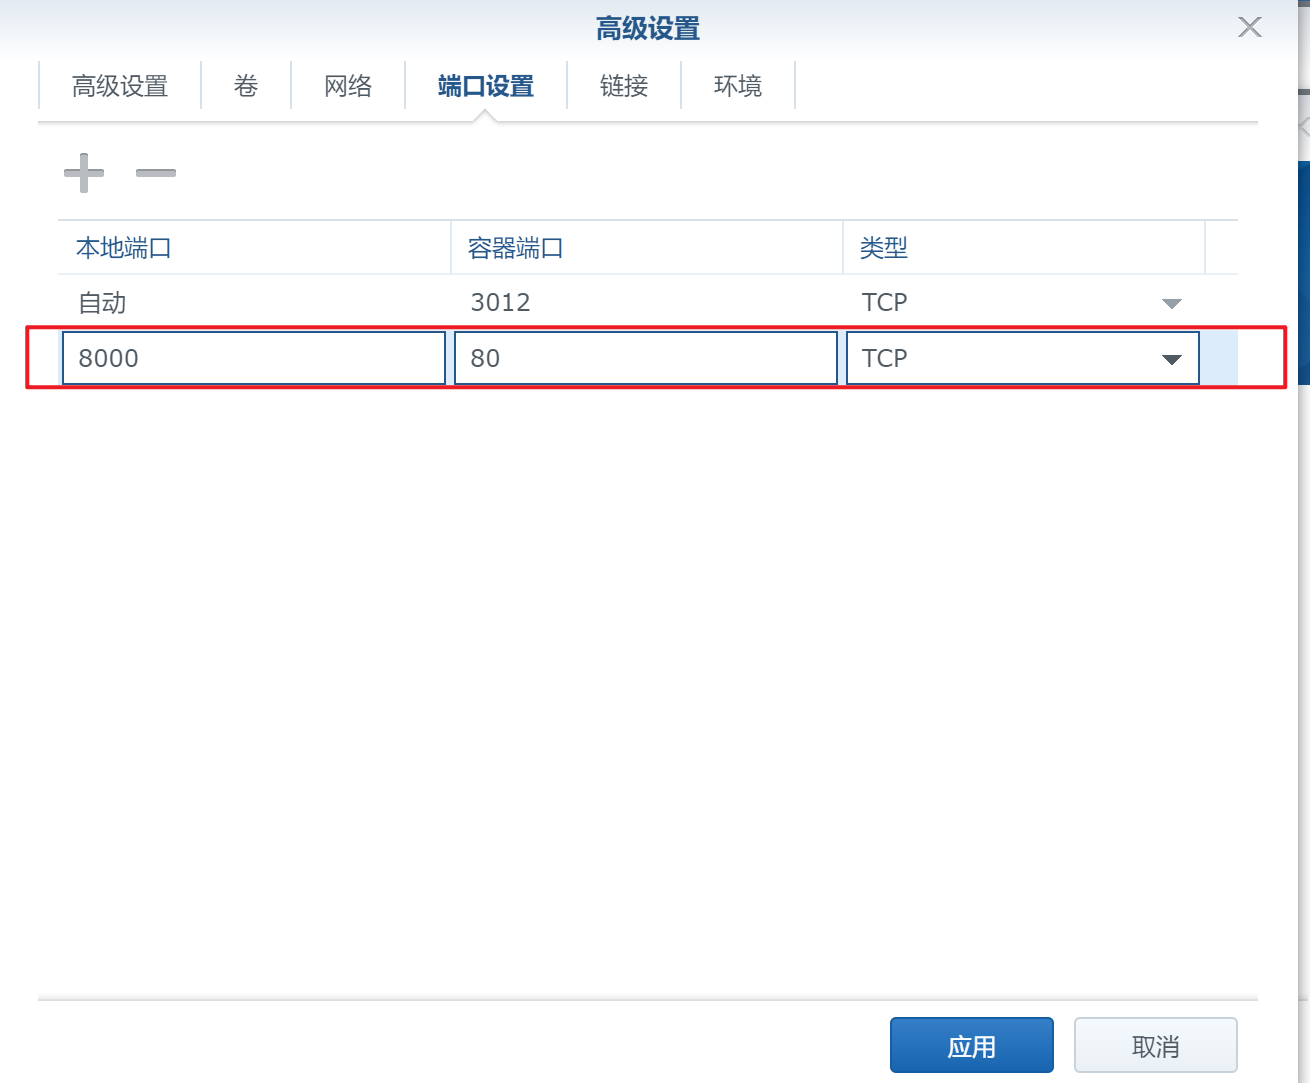 高级设置
高级设置 卷 网络 端口设置 链接 环境
本地端口 容器端口 类型
自动 3012 TCP
8000 80 TCP
应用 取消